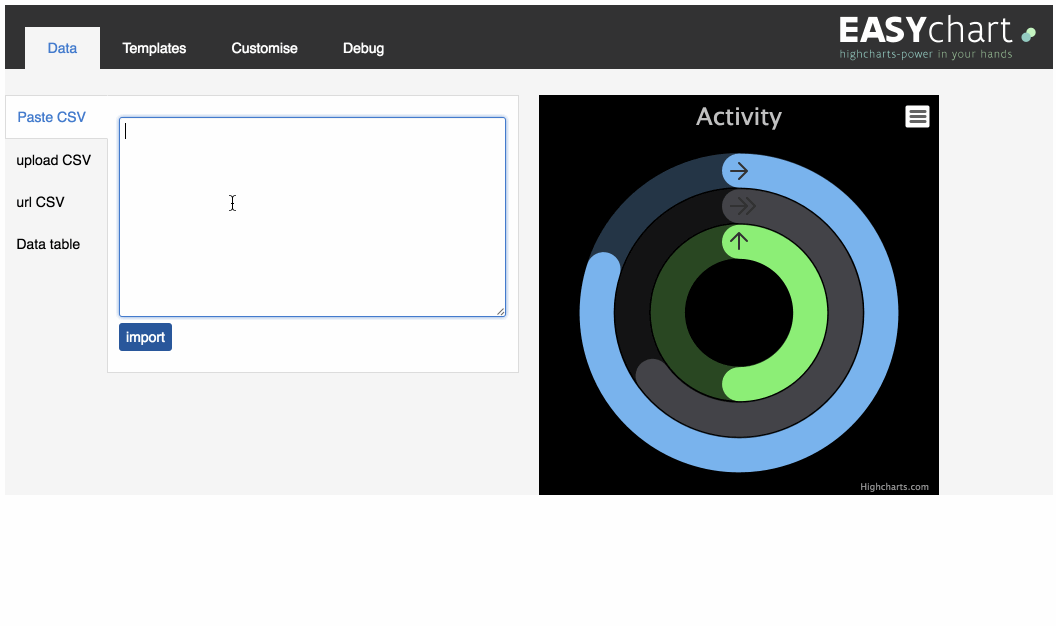 Data
Templates
Customise
Debug
EASYchart
highcharts-power in your hands
Paste CSV
upload CSV
url CSV
Data table
import
Activity
Highcharts.com